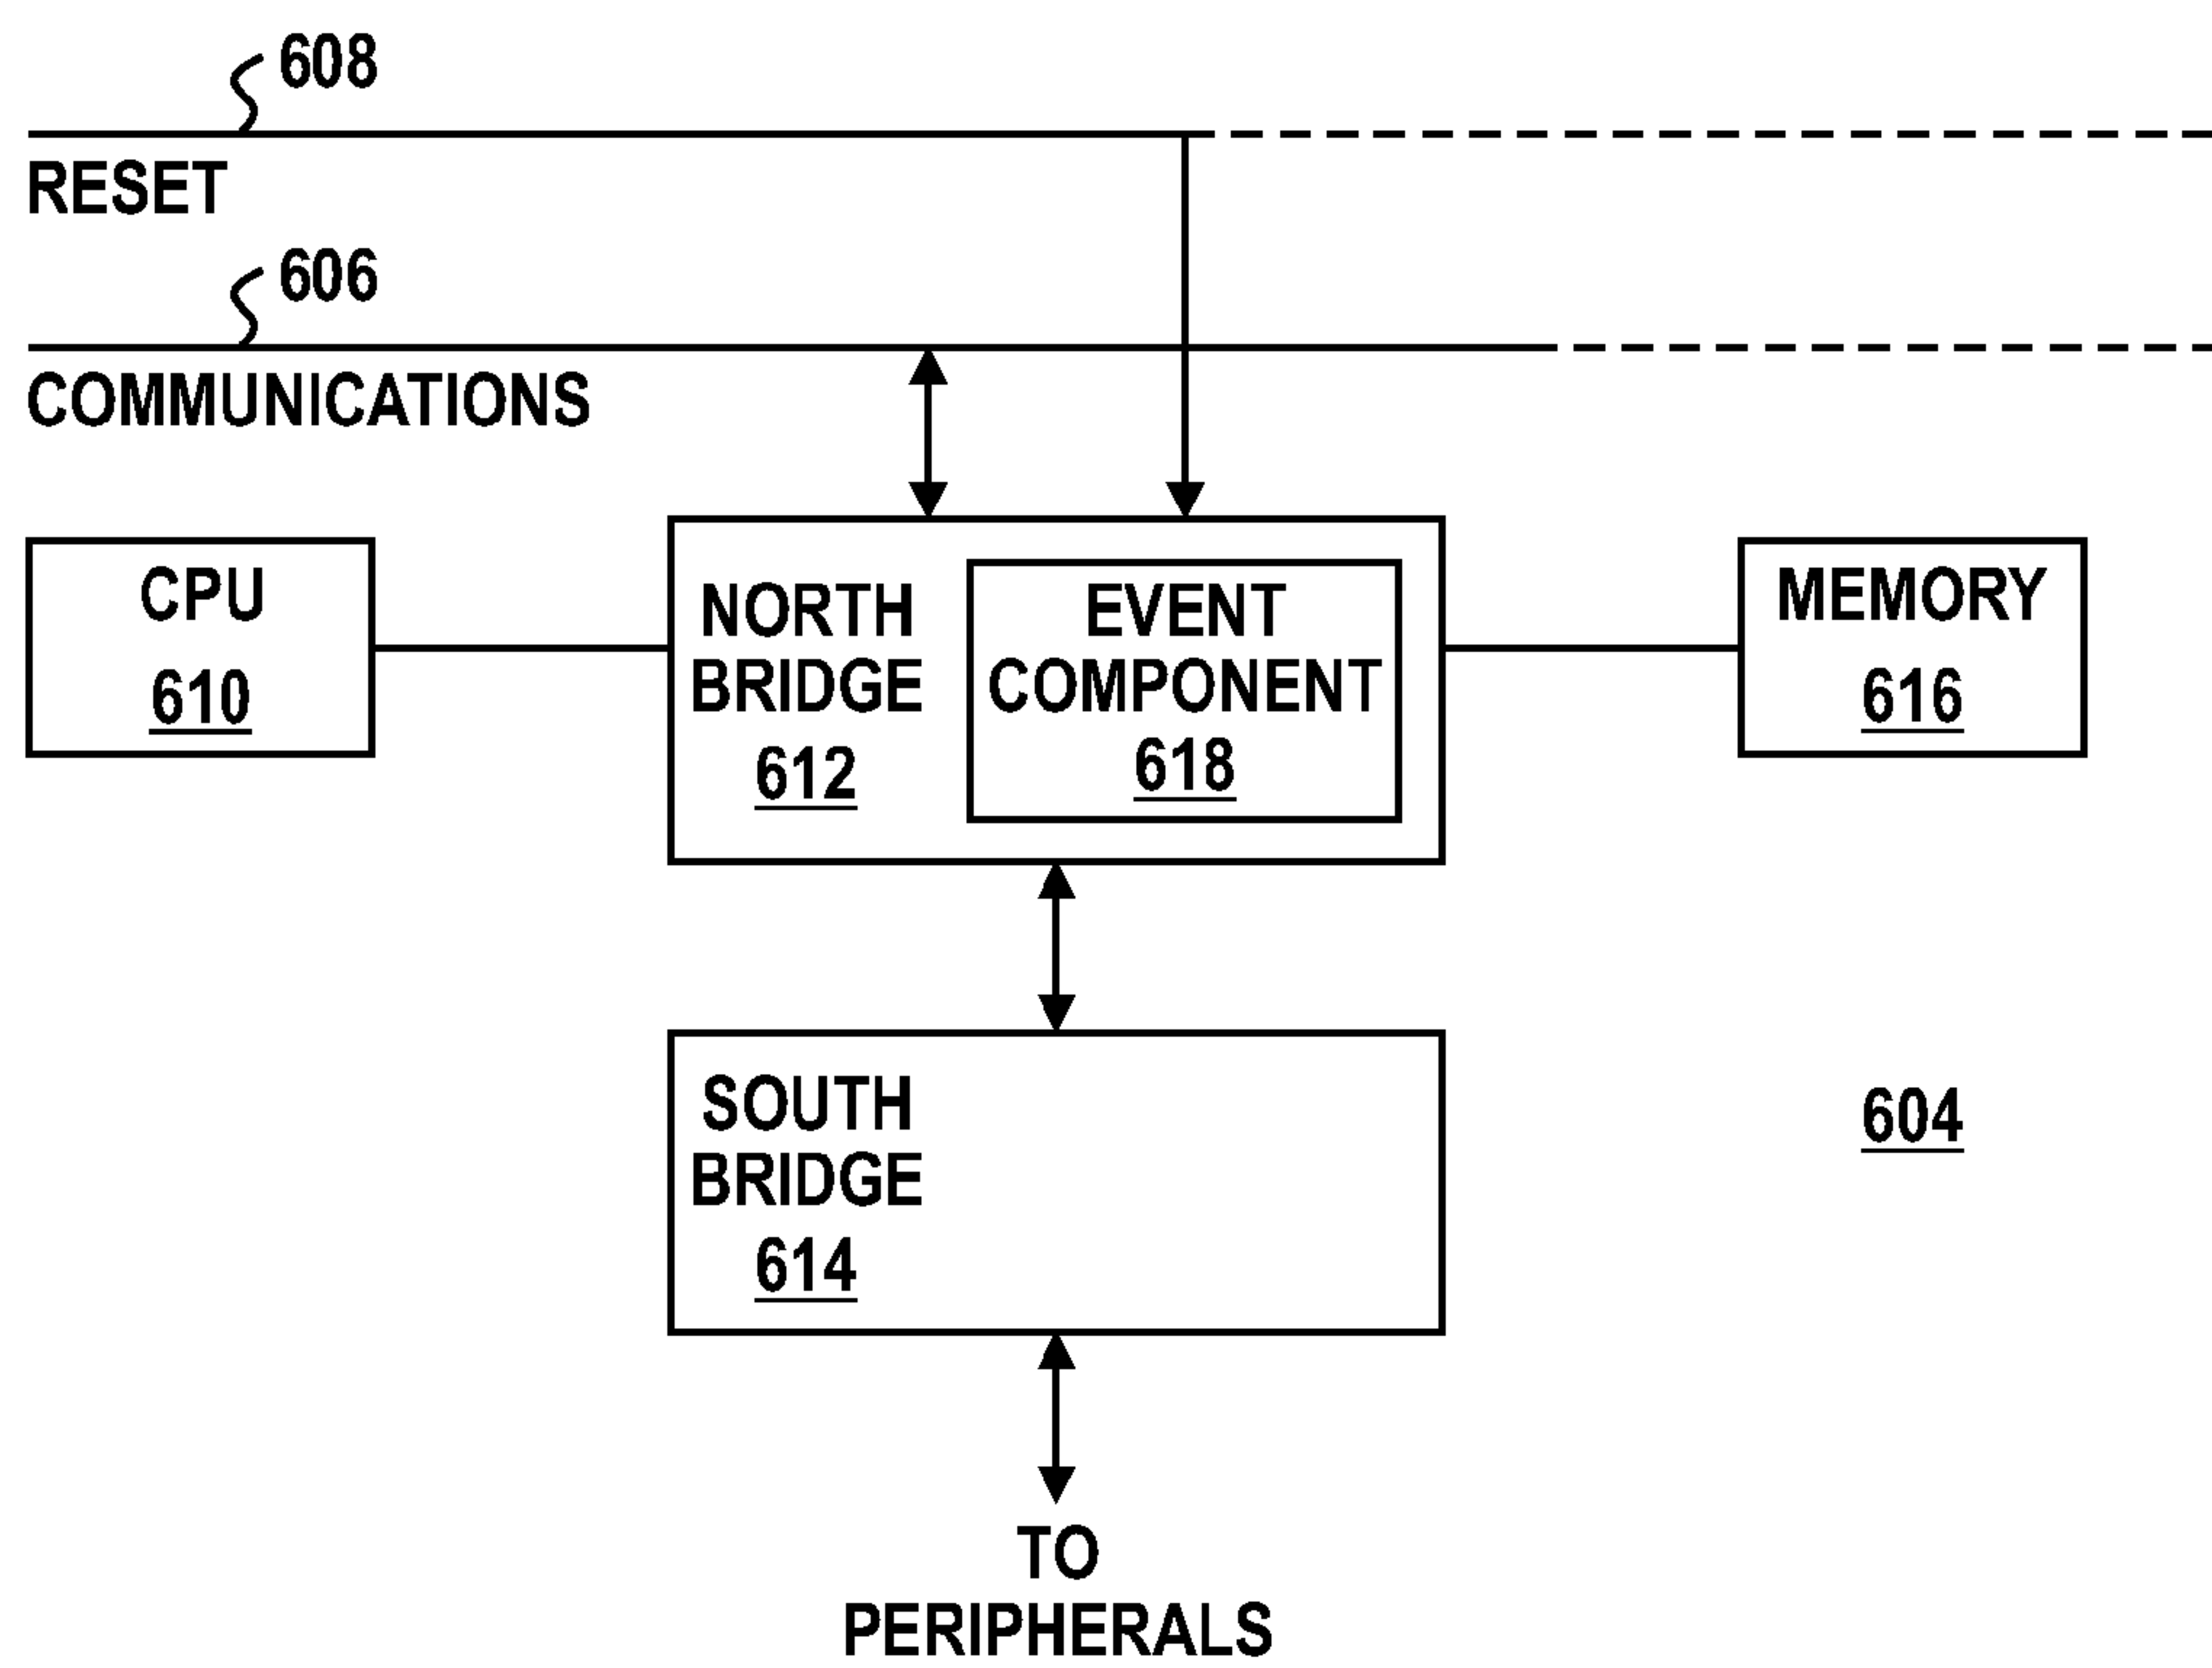 608
RESET
606
COMMUNICATIONS
CPU
610
NORTH
BRIDGE
612
EVENT
COMPONENT
618
MEMORY
616
SOUTH
BRIDGE
614
604
TO
PERIPHERALS